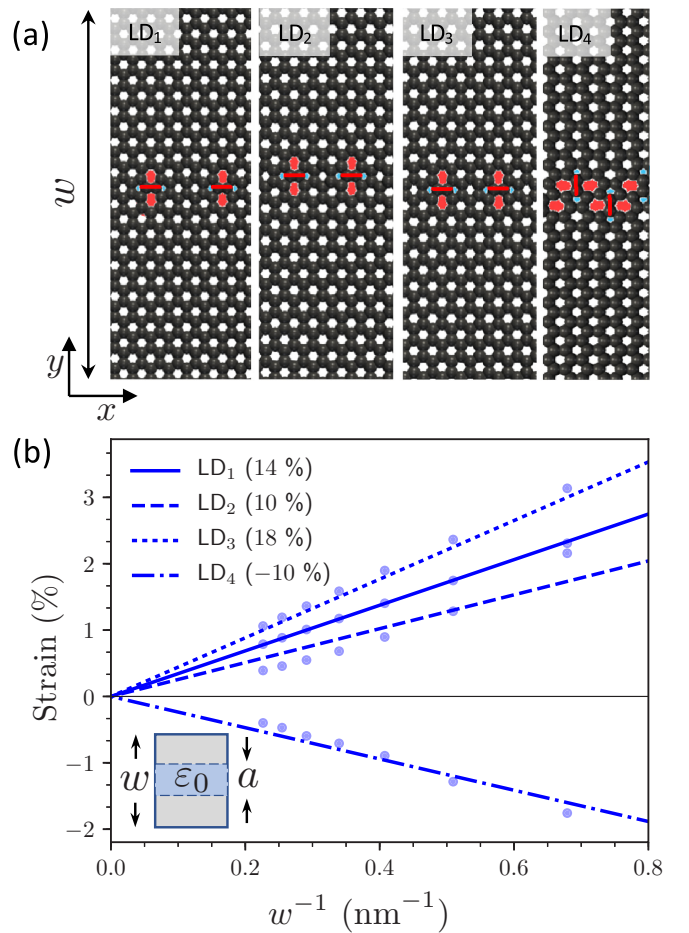 (a)
LD₁ LD₂ LD₃ LD₄
w
y
x
(b)
LD₁ (14 %)
LD₂ (10 %)
LD₃ (18 %)
LD₄ (−10 %)
Strain (%)
3
2
1
0
−1
−2
w ε₀ a
0.0 0.2 0.4 0.6 0.8
w⁻¹ (nm⁻¹)